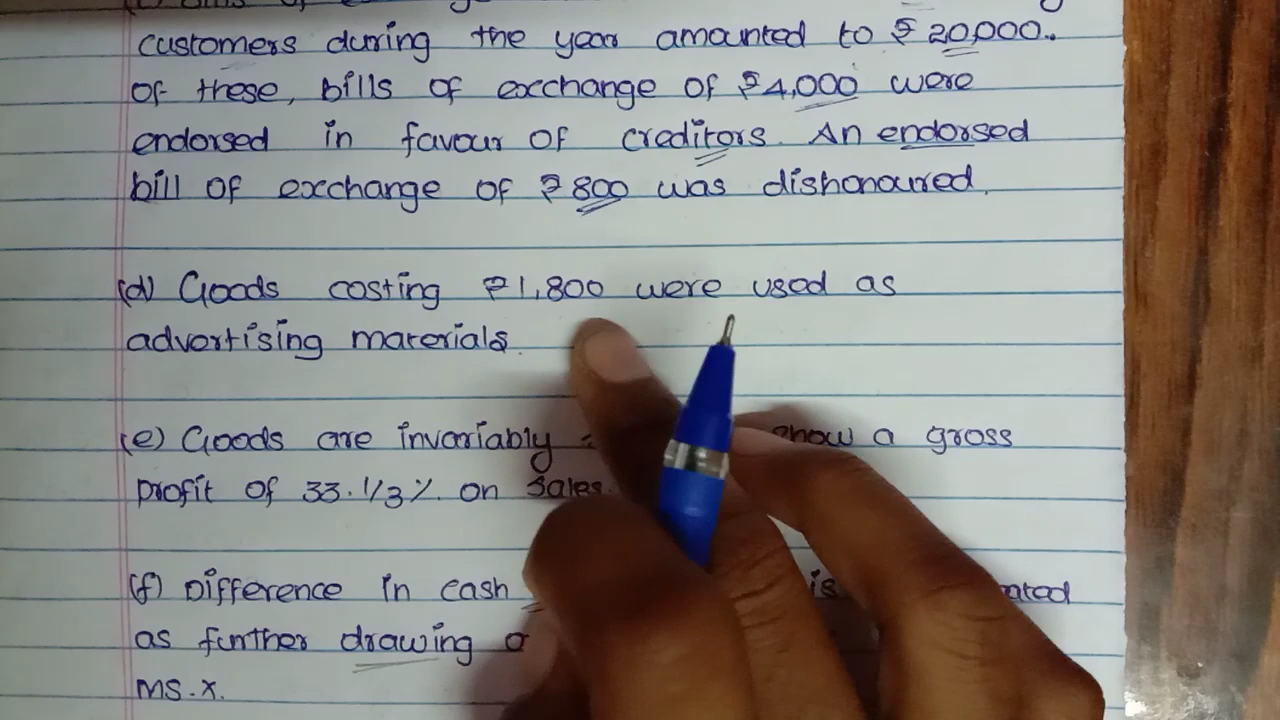 customers during the year amounted to ₹ 20,000.
Of these, bills of exchange of ₹4,000 were
endorsed in favour of creditors. An endorsed
bill of exchange of ₹800 was dishonoured.
(d) Goods costing ₹1,800 were used as
advertising materials.
(e) Goods are invariably show a gross
profit of 33.1/3% on sales.
(f) Difference in cash is
as further drawing
MS.X.